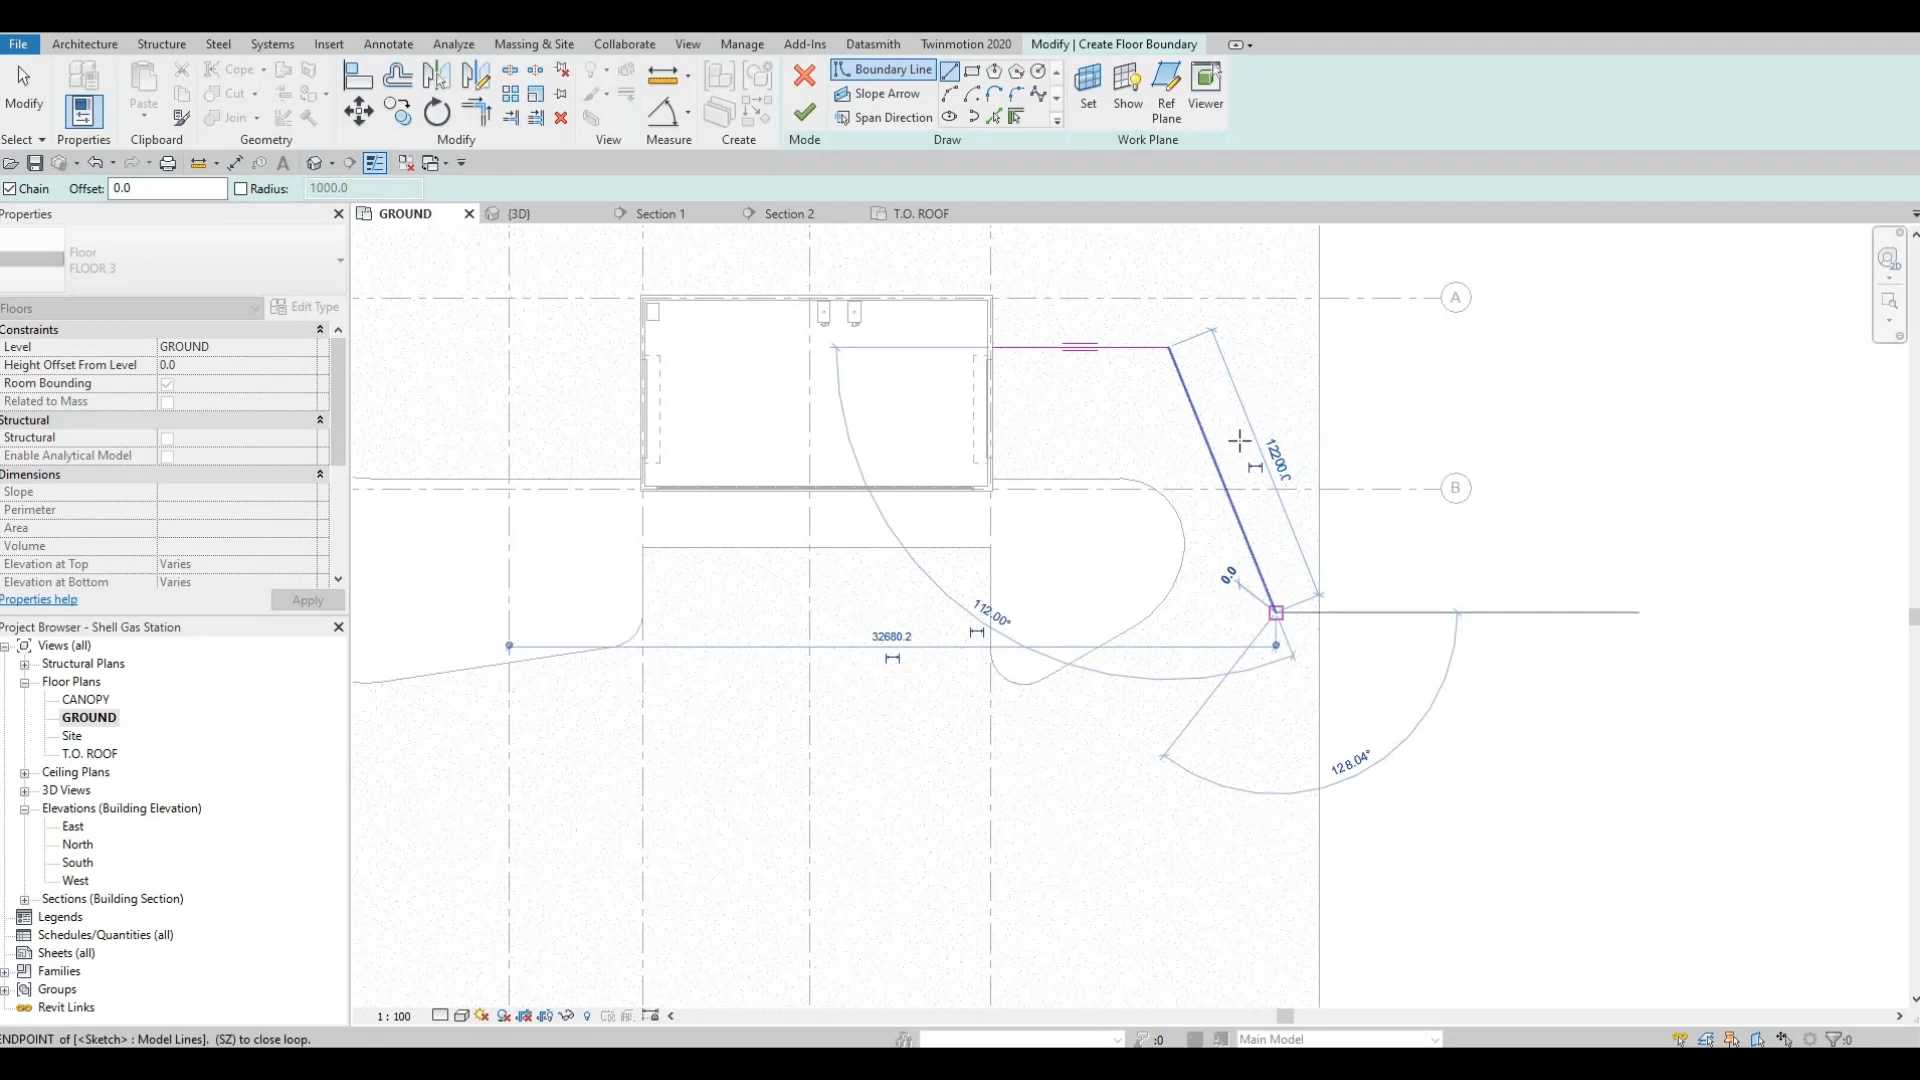 File Architecture Structure Steel Systems Insert Annotate Analyze Massing & Site Collaborate View Manage Add-Ins Datasmith Twinmotion 2020 Modify | Create Floor Boundary
Modify
Paste
Cope
Cut
Join
Boundary Line
Slope Arrow
Span Direction
Set Show Ref Plane Viewer
Select Properties Clipboard Geometry Modify View Measure Create Mode Draw Work Plane
Chain Offset: 0.0 Radius: 1000.0
Properties
GROUND {3D} Section 1 Section 2 T.O. ROOF
Floor
FLOOR 3
Floors Edit Type
Constraints
Level GROUND
Height Offset From Level 0.0
Room Bounding
Related to Mass
Structural
Structural
Enable Analytical Model
Dimensions
Slope
Perimeter
Area
Volume
Elevation at Top Varies
Elevation at Bottom Varies
Properties help Apply
Project Browser - Shell Gas Station
Views (all)
Structural Plans
Floor Plans
CANOPY
GROUND
Site
T.O. ROOF
Ceiling Plans
3D Views
Elevations (Building Elevation)
East
North
South
West
Sections (Building Section)
Legends
Schedules/Quantities (all)
Sheets (all)
Families
Groups
Revit Links
A
B
12200.0
0.0
112.00°
32680.2
128.04°
2D
1 : 100
ENDPOINT of [<Sketch> : Model Lines]. (SZ) to close loop.
:0
Main Model
:0